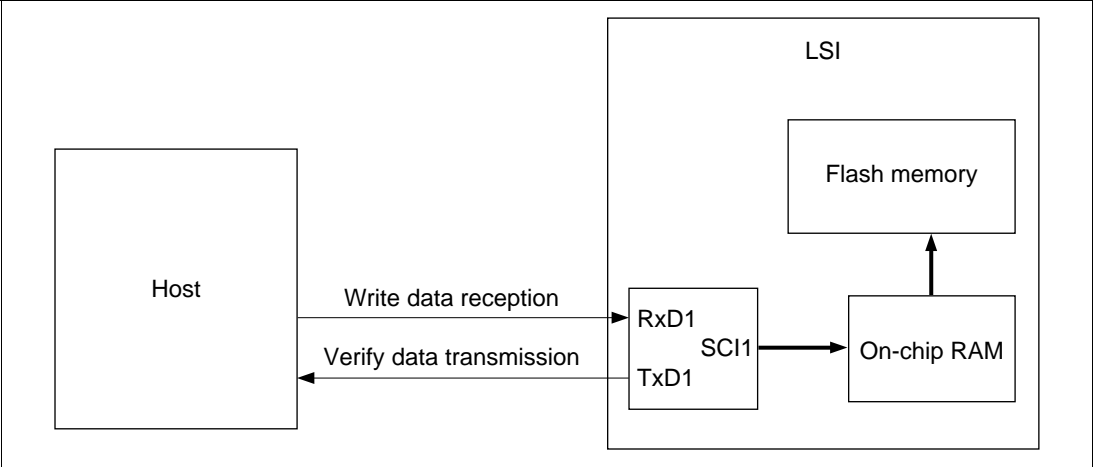 LSI
Flash memory
Host
Write data reception
RxD1
SCI1
On-chip RAM
Verify data transmission
TxD1